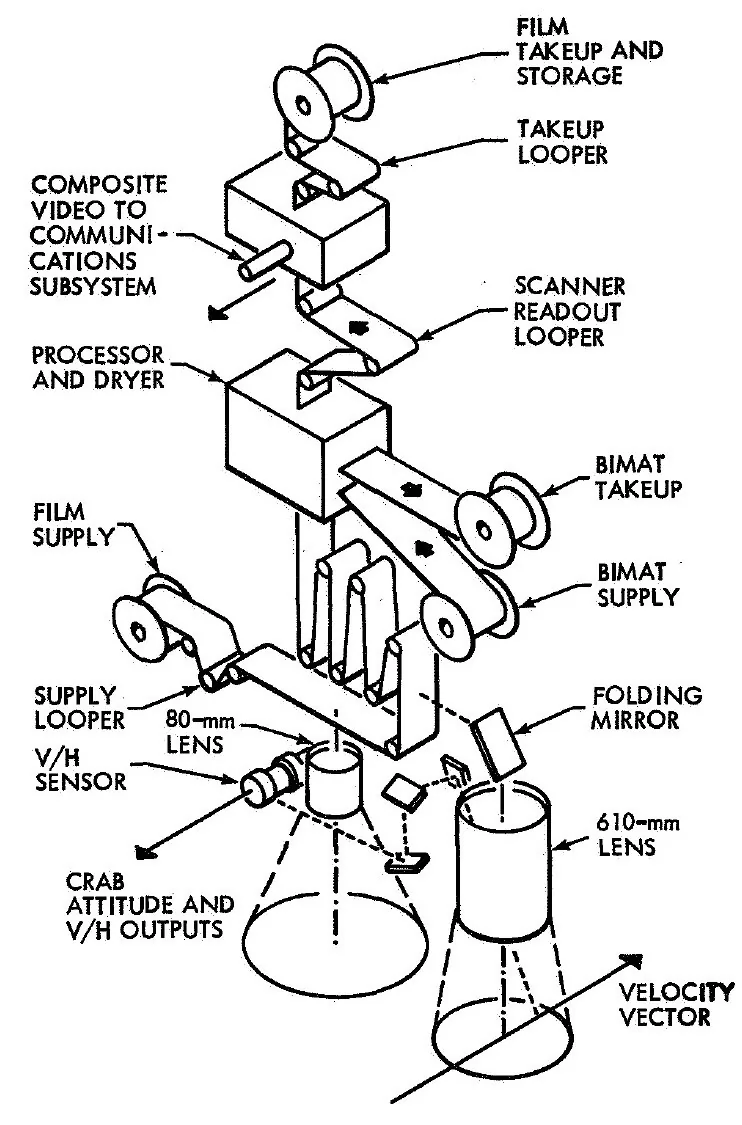 FILM
TAKEUP AND
STORAGE
TAKEUP
LOOPER
COMPOSITE
VIDEO TO
COMMUNI-
CATIONS
SUBSYSTEM
SCANNER
READOUT
LOOPER
PROCESSOR
AND DRYER
BIMAT
TAKEUP
FILM
SUPPLY
BIMAT
SUPPLY
SUPPLY
LOOPER
80-mm
LENS
FOLDING
MIRROR
V/H
SENSOR
610-mm
LENS
CRAB
ATTITUDE AND
V/H OUTPUTS
VELOCITY
VECTOR